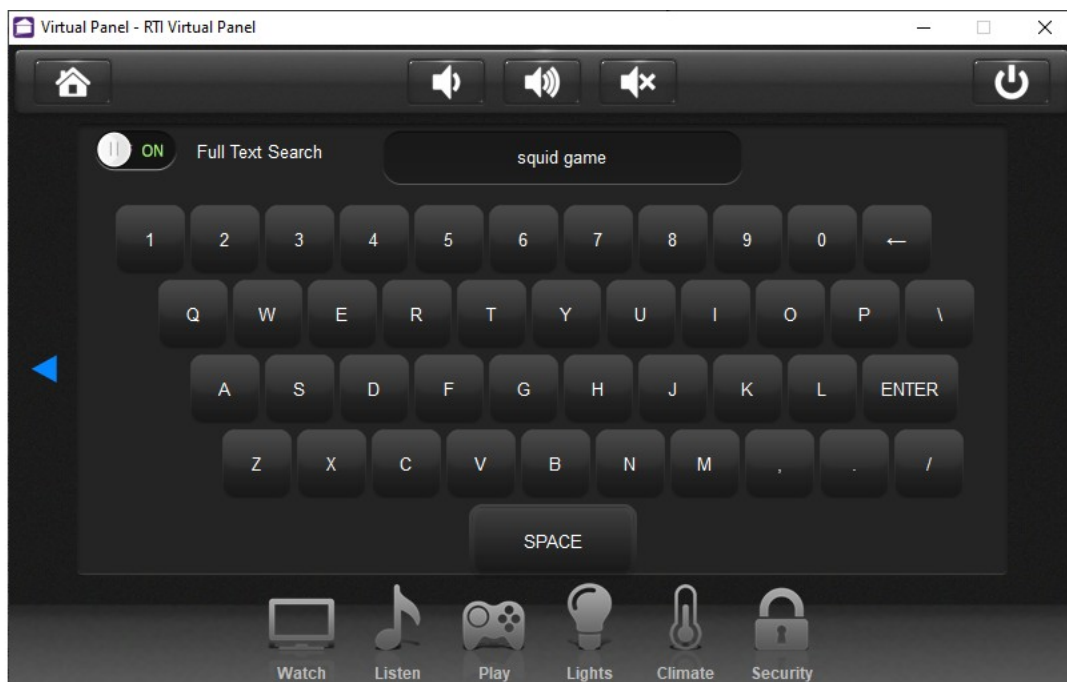 Virtual Panel - RTI Virtual Panel
ON Full Text Search squid game
1 2 3 4 5 6 7 8 9 0 ←
Q W E R T Y U I O P \
A S D F G H J K L ENTER
Z X C V B N M , . /
SPACE
Watch Listen Play Lights Climate Security